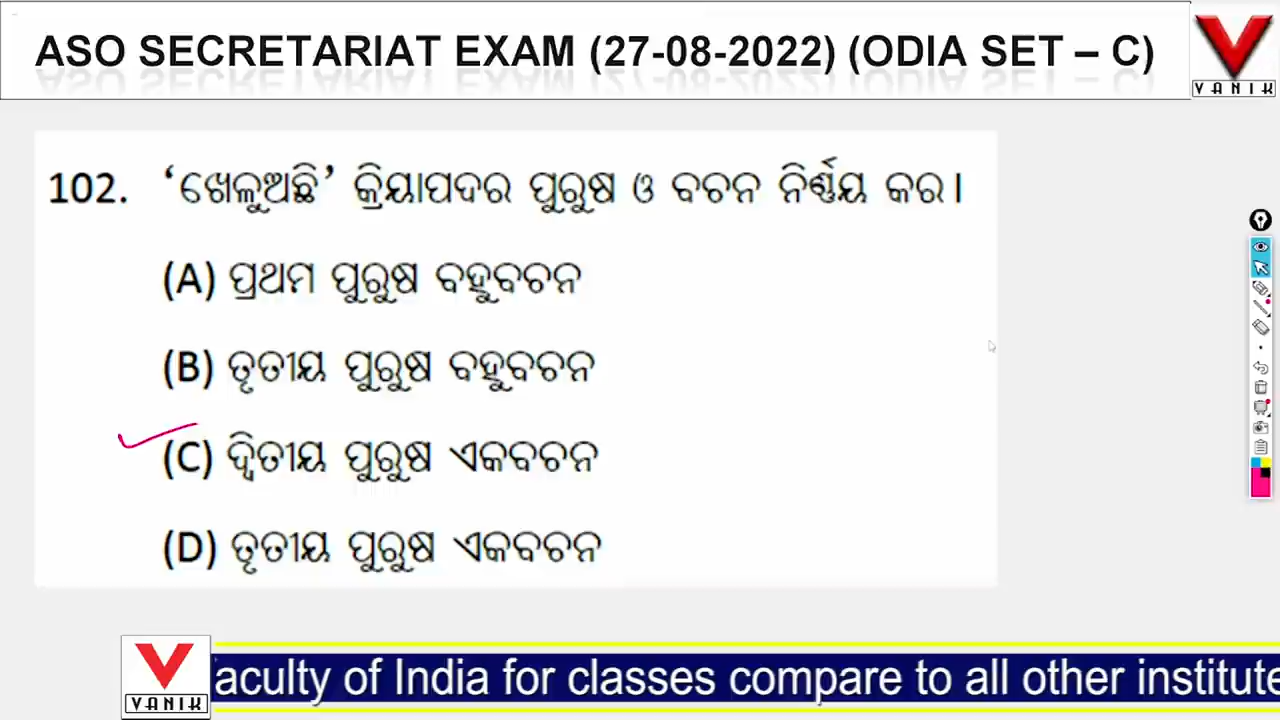 ASO SECRETARIAT EXAM (27-08-2022) (ODIA SET – C)
VANIK
102. ‘ଖେଳୁଅଛି’ କ୍ରିୟାପଦର ପୁରୁଷ ଓ ବଚନ ନିର୍ଣ୍ଣୟ କର।
(A) ପ୍ରଥମ ପୁରୁଷ ବହୁବଚନ
(B) ତୃତୀୟ ପୁରୁଷ ବହୁବଚନ
(C) ଦ୍ୱିତୀୟ ପୁରୁଷ ଏକବଚନ
(D) ତୃତୀୟ ପୁରୁଷ ଏକବଚନ
aculty of India for classes compare to all other institute
VANIK